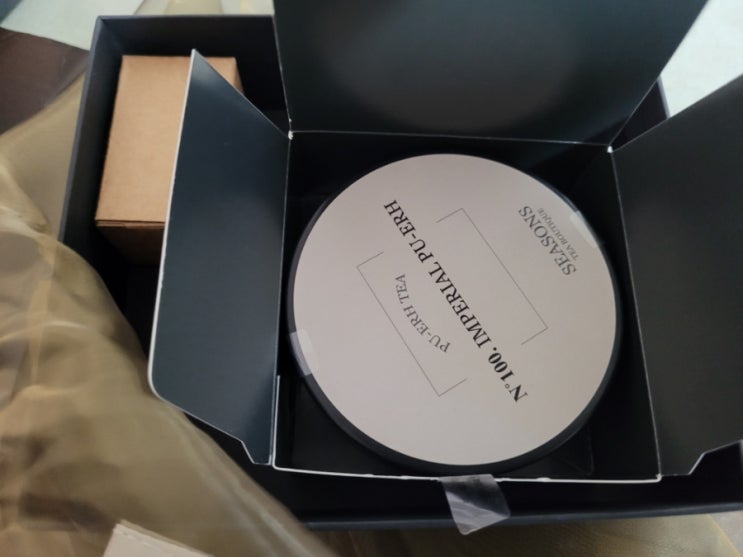 SEASONS
TEA BOUTIQUE
N°100. IMPERIAL PU-ERH
PU-ERH TEA